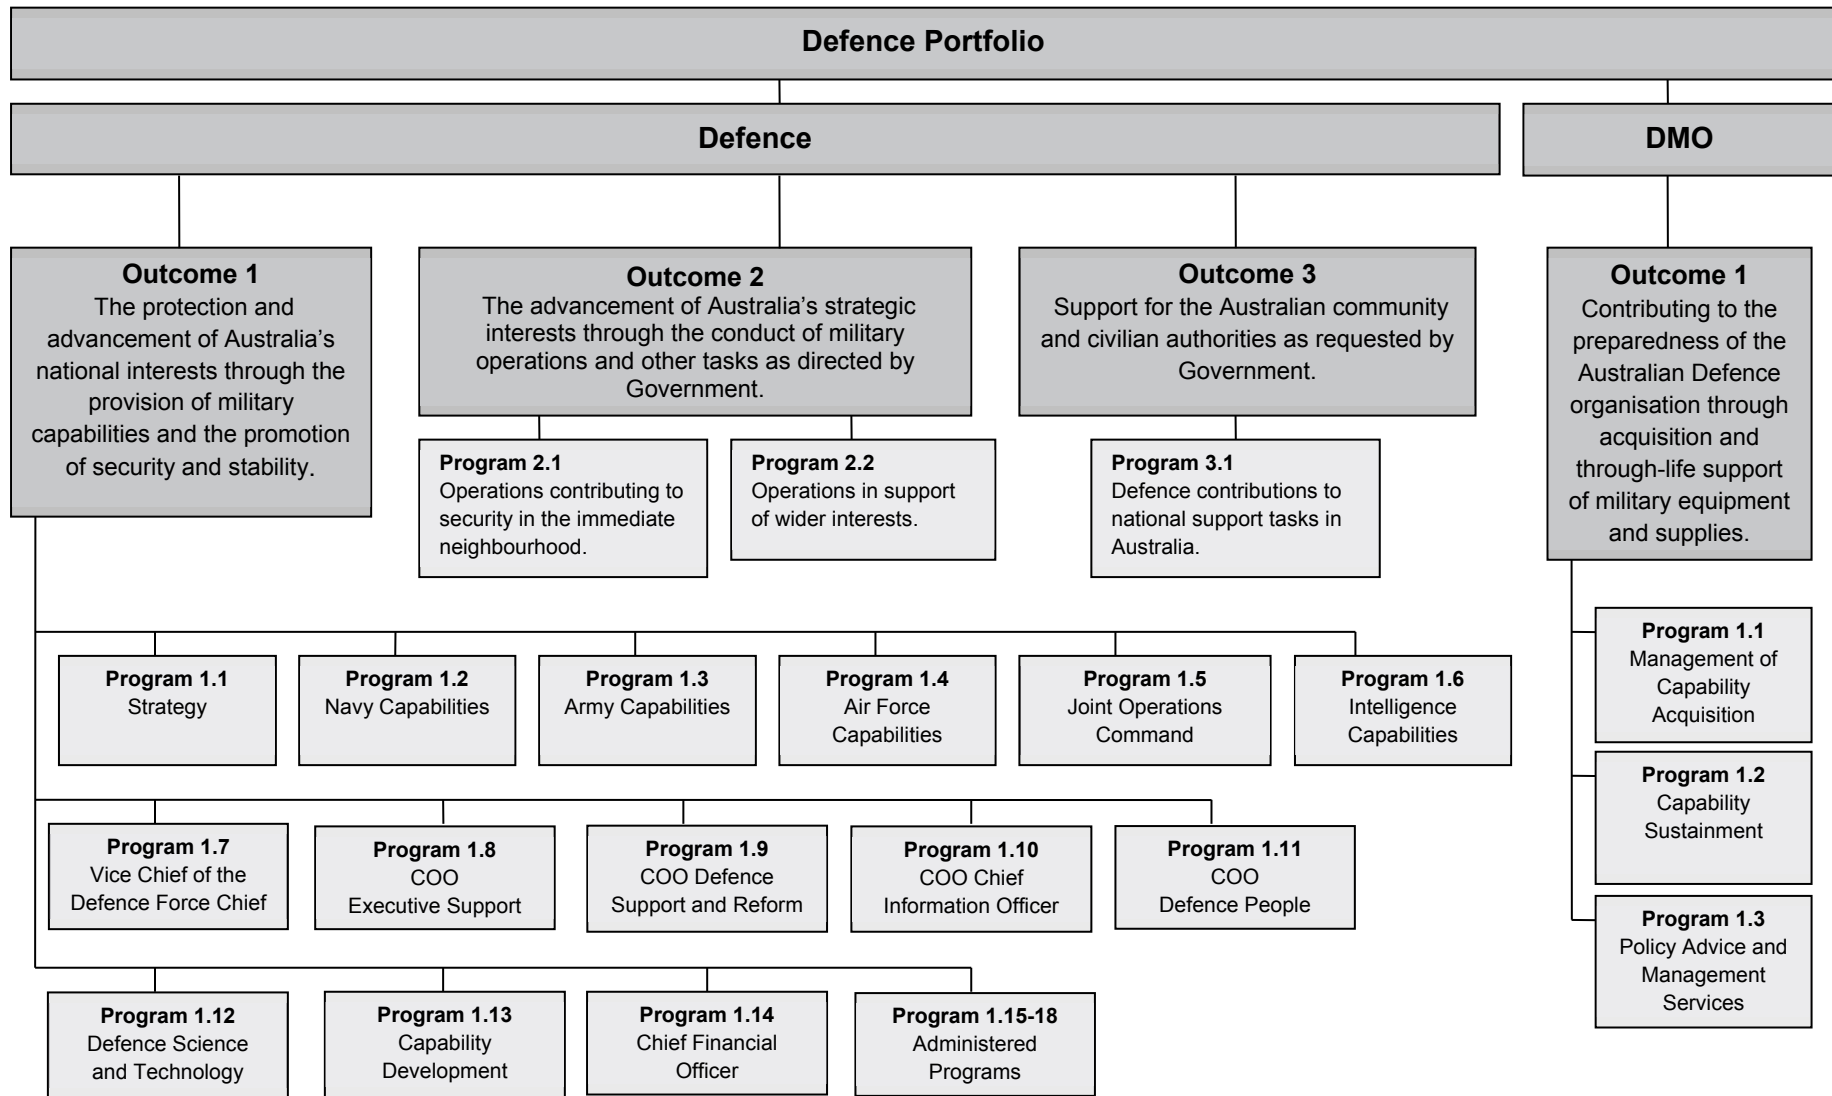 Defence Portfolio
Defence
DMO
Outcome 1
The protection and
advancement of Australia’s
national interests through the
provision of military
capabilities and the promotion
of security and stability.
Outcome 2
The advancement of Australia’s strategic
interests through the conduct of military
operations and other tasks as directed by
Government.
Outcome 3
Support for the Australian community
and civilian authorities as requested by
Government.
Outcome 1
Contributing to the
preparedness of the
Australian Defence
organisation through
acquisition and
through-life support
of military equipment
and supplies.
Program 2.1
Operations contributing to
security in the immediate
neighbourhood.
Program 2.2
Operations in support
of wider interests.
Program 3.1
Defence contributions to
national support tasks in
Australia.
Program 1.1
Strategy
Program 1.2
Navy Capabilities
Program 1.3
Army Capabilities
Program 1.4
Air Force
Capabilities
Program 1.5
Joint Operations
Command
Program 1.6
Intelligence
Capabilities
Program 1.7
Vice Chief of the
Defence Force Chief
Program 1.8
COO
Executive Support
Program 1.9
COO Defence
Support and Reform
Program 1.10
COO Chief
Information Officer
Program 1.11
COO
Defence People
Program 1.12
Defence Science
and Technology
Program 1.13
Capability
Development
Program 1.14
Chief Financial
Officer
Program 1.15-18
Administered
Programs
Program 1.1
Management of
Capability
Acquisition
Program 1.2
Capability
Sustainment
Program 1.3
Policy Advice and
Management
Services